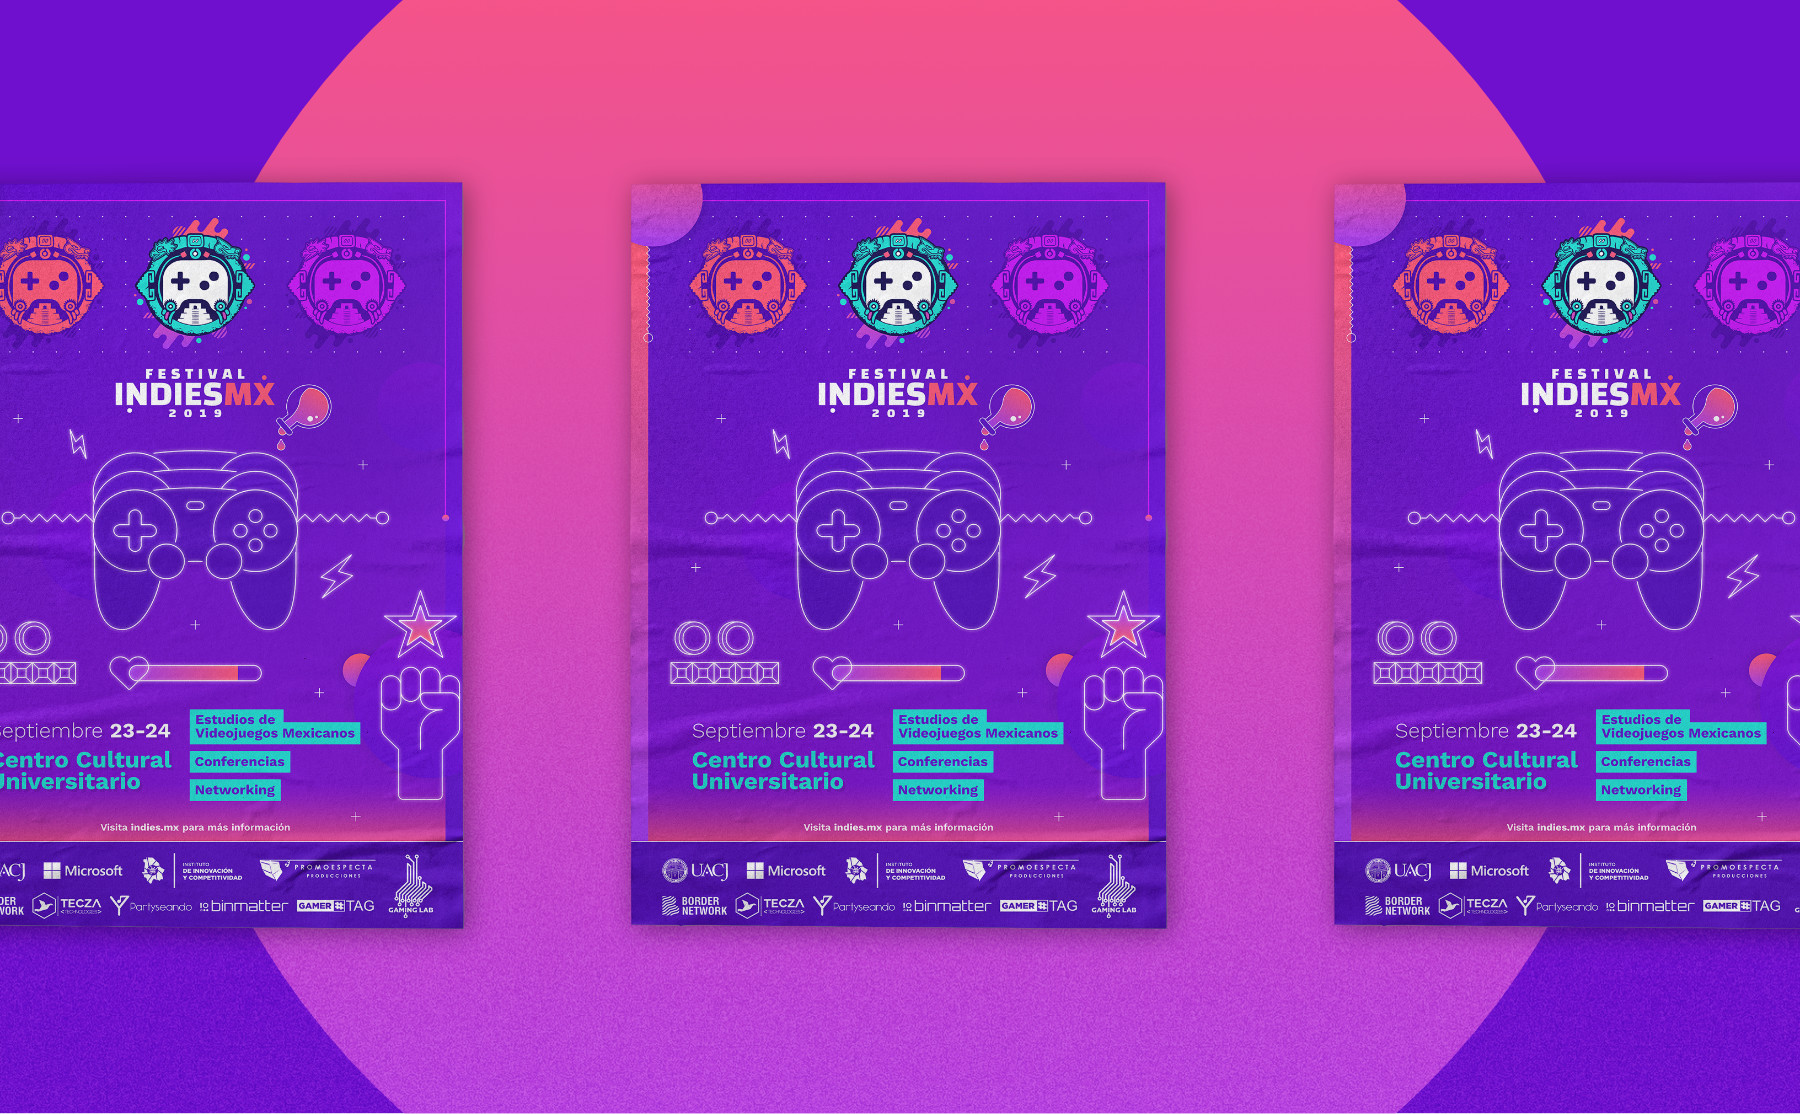 FESTIVAL
INDIESMX
2019
eptiembre 23-24
Centro Cultural
Universitario
Estudios de
Videojuegos Mexicanos
Conferencias
Networking
Visita indies.mx para más información
ACJ
Microsoft
INSTITUTO
DE INNOVACIÓN
Y COMPETITIVIDAD
PROMOESPECTA
PRODUCCIONES
DER
WORK
TECZA
<TECHNOLOGIES>
Partyseando
binmatter
GAMER # TAG
GAMING LAB
FESTIVAL
INDIESMX
2019
Septiembre 23-24
Centro Cultural
Universitario
Estudios de
Videojuegos Mexicanos
Conferencias
Networking
Visita indies.mx para más información
UACJ
Microsoft
INSTITUTO
DE INNOVACIÓN
Y COMPETITIVIDAD
PROMOESPECTA
PRODUCCIONES
BORDER
NETWORK
TECZA
<TECHNOLOGIES>
Partyseando
binmatter
GAMER # TAG
GAMING LAB
FESTIVAL
INDIESMX
2019
Septiembre 23-24
Centro Cultural
Universitario
Estudios de
Videojuegos Mexicanos
Conferencias
Networking
Visita indies.mx para más información
UACJ
Microsoft
INSTITUTO
DE INNOVACIÓN
Y COMPETITIVIDAD
PROMOESPECTA
PRODUCCIONES
BORDER
NETWORK
TECZA
<TECHNOLOGIES>
Partyseando
binmatter
GAMER # TAG